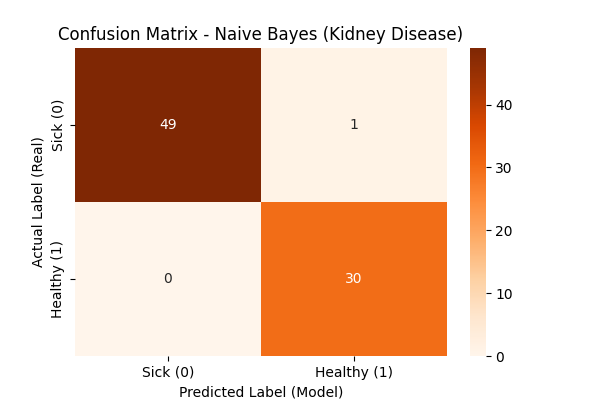 Confusion Matrix - Naive Bayes (Kidney Disease)
Actual Label (Real)
Sick (0)
Healthy (1)
49
1
0
30
Sick (0)
Healthy (1)
Predicted Label (Model)
40
30
20
10
0